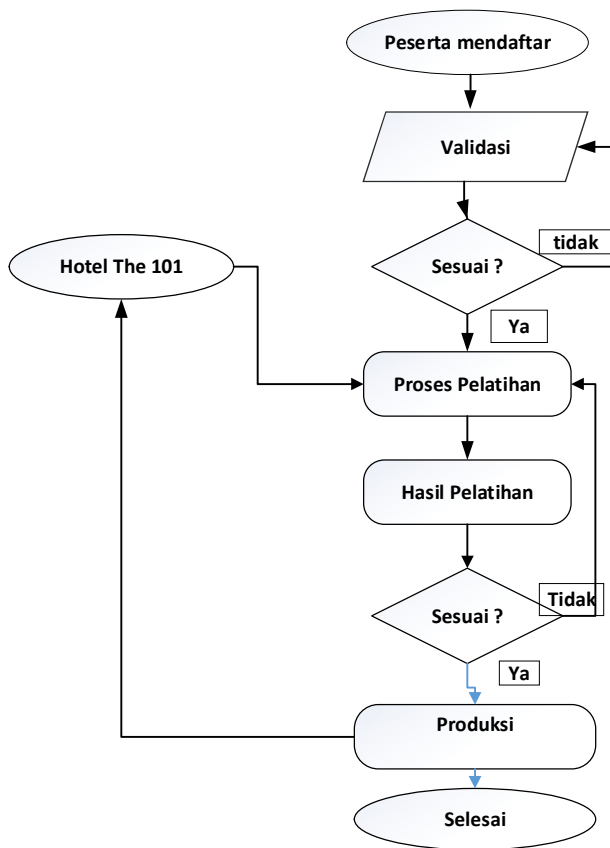 Peserta mendaftar
Validasi
tidak
Sesuai ?
Hotel The 101
Ya
Proses Pelatihan
Hasil Pelatihan
Tidak
Sesuai ?
Ya
Produksi
Selesai